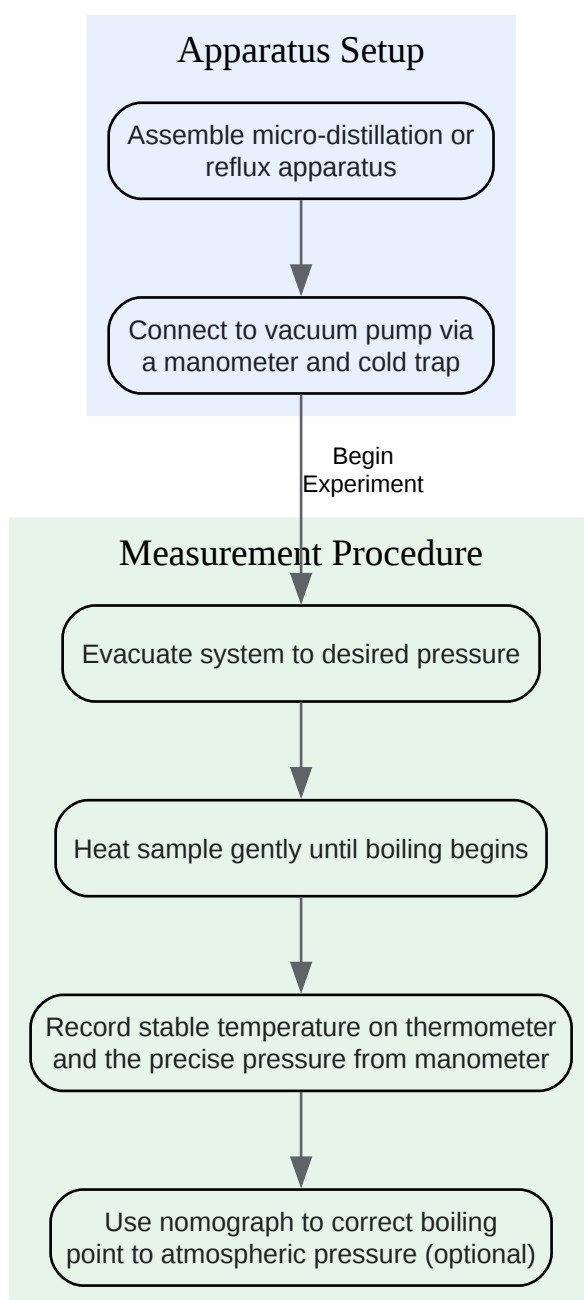 Apparatus Setup
Assemble micro-distillation or
reflux apparatus
Connect to vacuum pump via
a manometer and cold trap
Begin
Experiment
Measurement Procedure
Evacuate system to desired pressure
Heat sample gently until boiling begins
Record stable temperature on thermometer
and the precise pressure from manometer
Use nomograph to correct boiling
point to atmospheric pressure (optional)